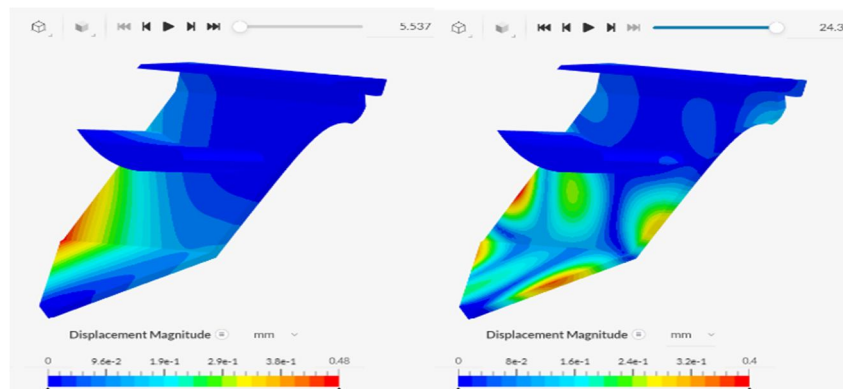 5.537
24.3
Displacement Magnitude mm
0 9.6e-2 1.9e-1 2.9e-1 3.8e-1 0.48
Displacement Magnitude mm
0 8e-2 1.6e-1 2.4e-1 3.2e-1 0.4